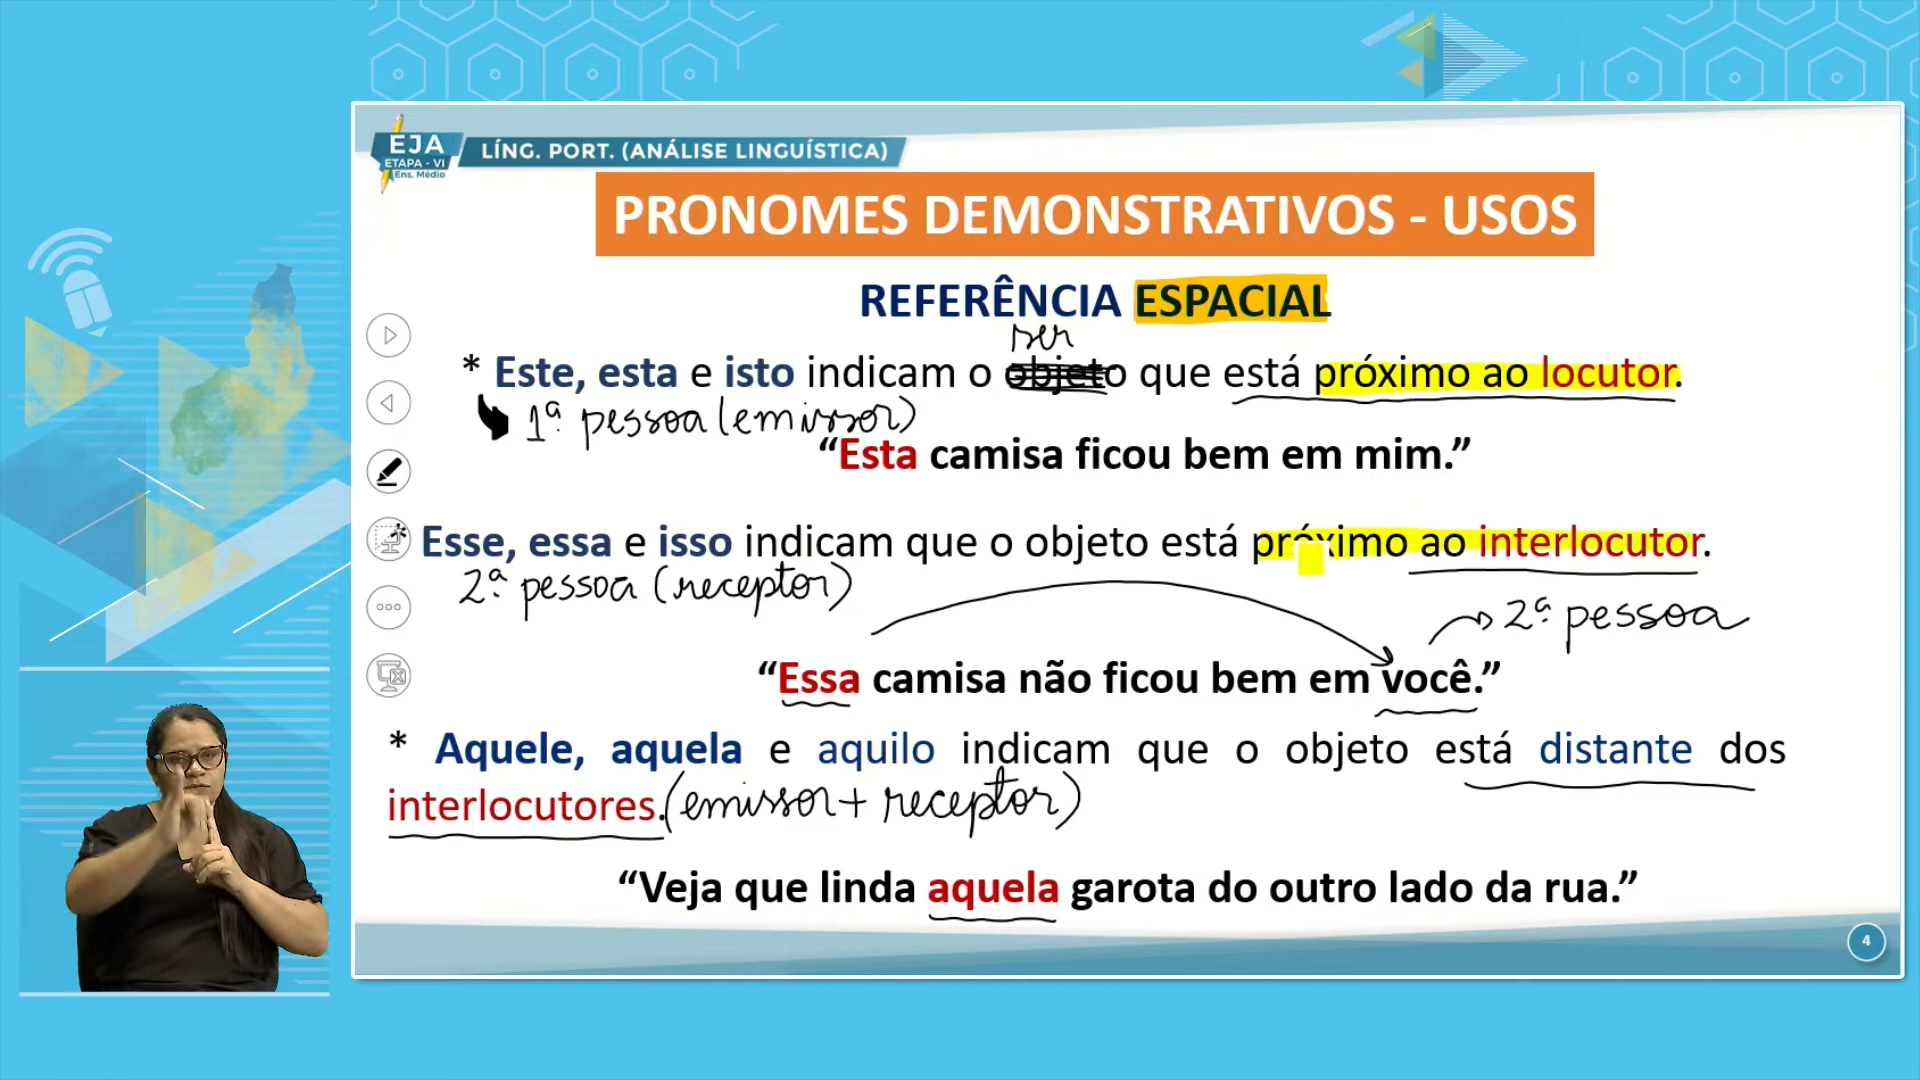 EJA
ETAPA - VI
Ens. Médio
LÍNG. PORT. (ANÁLISE LINGUÍSTICA)
PRONOMES DEMONSTRATIVOS - USOS
REFERÊNCIA ESPACIAL
ser
* Este, esta e isto indicam o objeto que está próximo ao locutor.
1ª pessoa (emissor)
“Esta camisa ficou bem em mim.”
* Esse, essa e isso indicam que o objeto está próximo ao interlocutor.
2ª pessoa (receptor)
2ª pessoa
“Essa camisa não ficou bem em você.”
* Aquele, aquela e aquilo indicam que o objeto está distante dos
interlocutores. (emissor + receptor)
“Veja que linda aquela garota do outro lado da rua.”
4